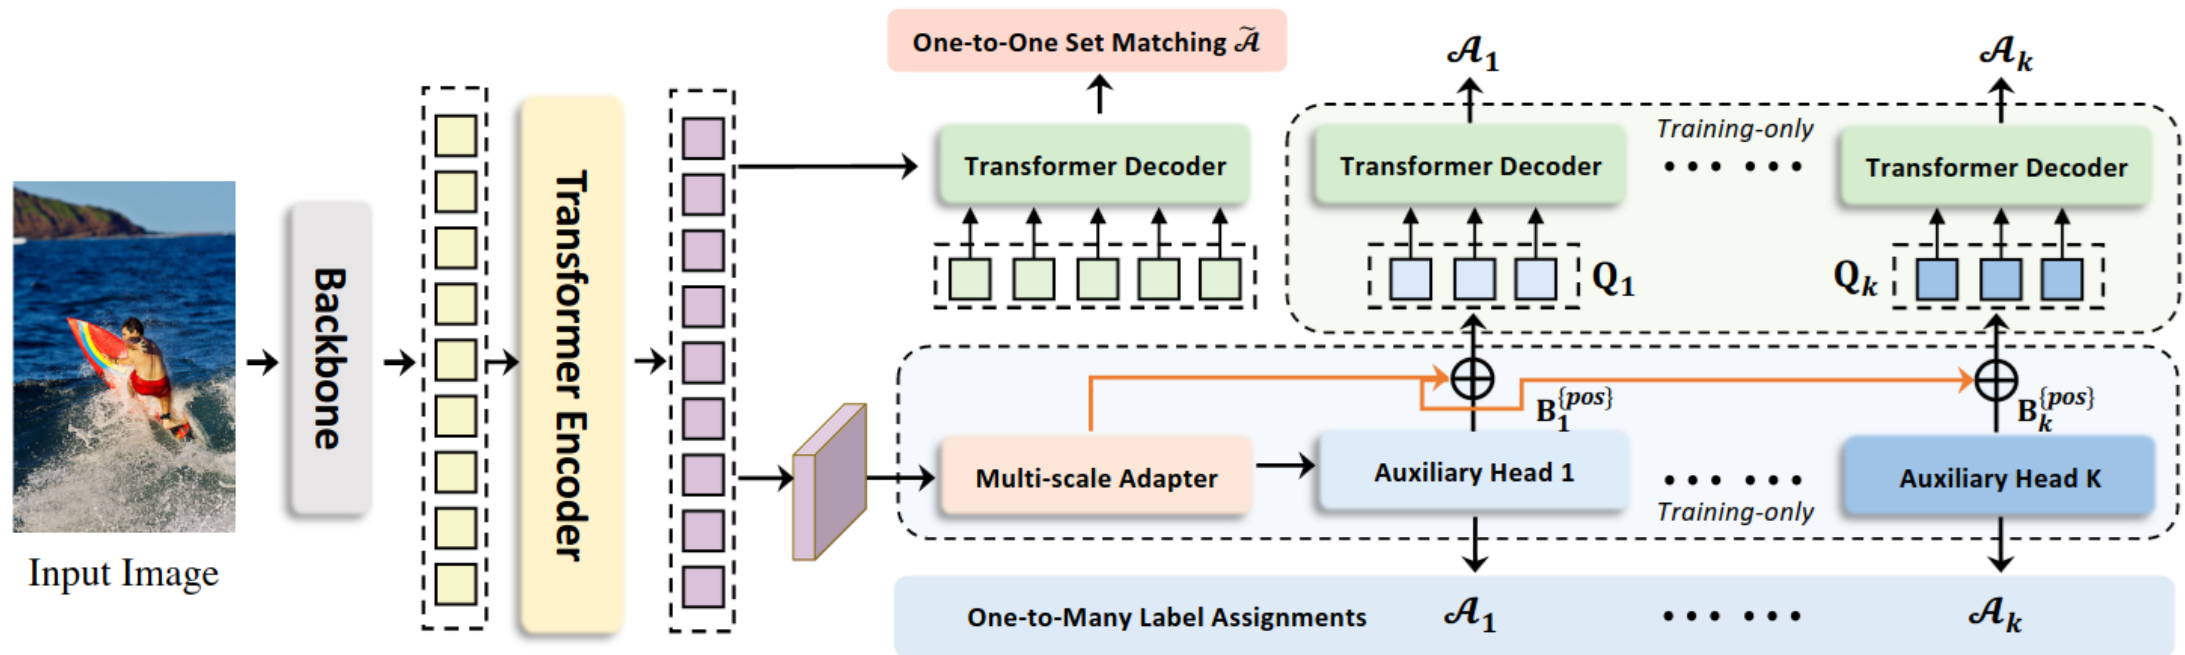 One-to-One Set Matching 𝒜̃
𝒜₁
𝒜ₖ
Training-only
Transformer Decoder
Transformer Decoder
...... 
Transformer Decoder
Backbone
Transformer Encoder
Q₁
Qₖ
B₁^{pos}
Bₖ^{pos}
Multi-scale Adapter
Auxiliary Head 1
......
Auxiliary Head K
Training-only
Input Image
One-to-Many Label Assignments 𝒜₁ ...... 𝒜ₖ